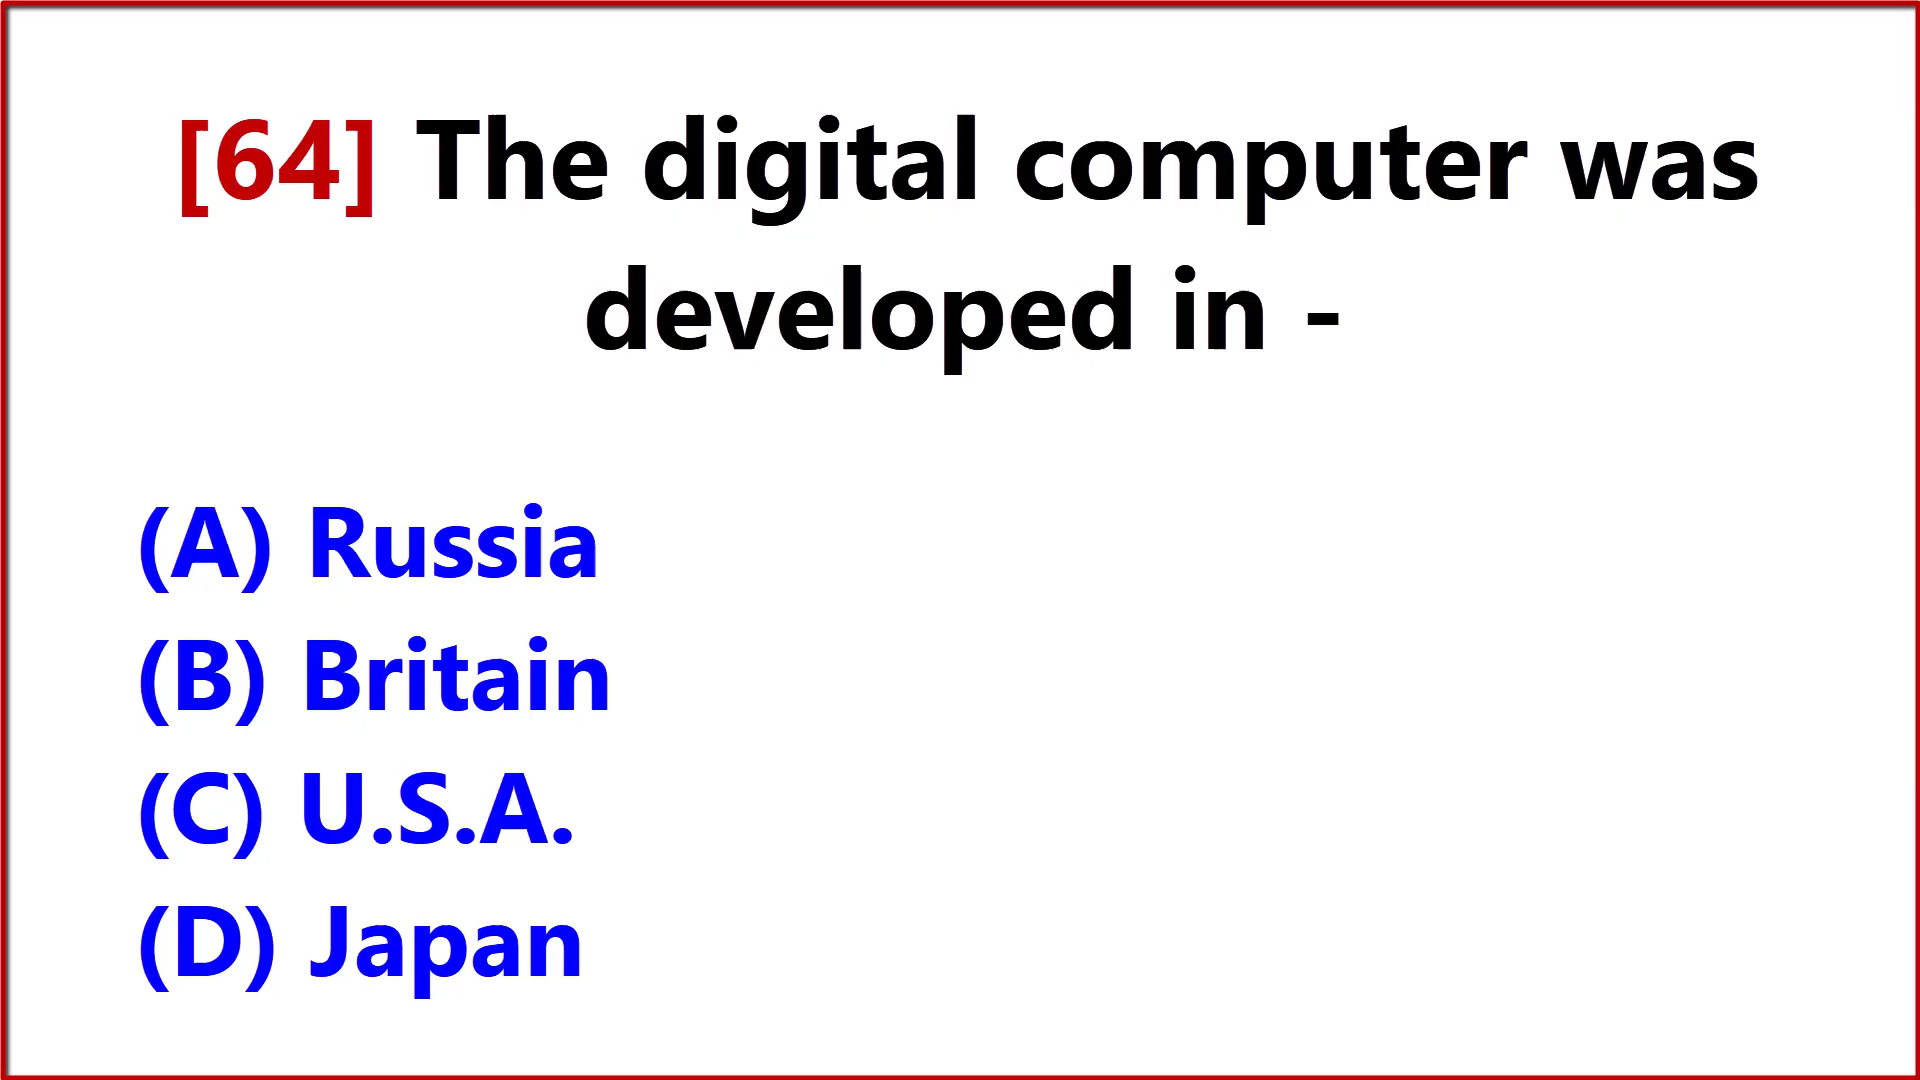 [64] The digital computer was
developed in -
(A) Russia
(B) Britain
(C) U.S.A.
(D) Japan